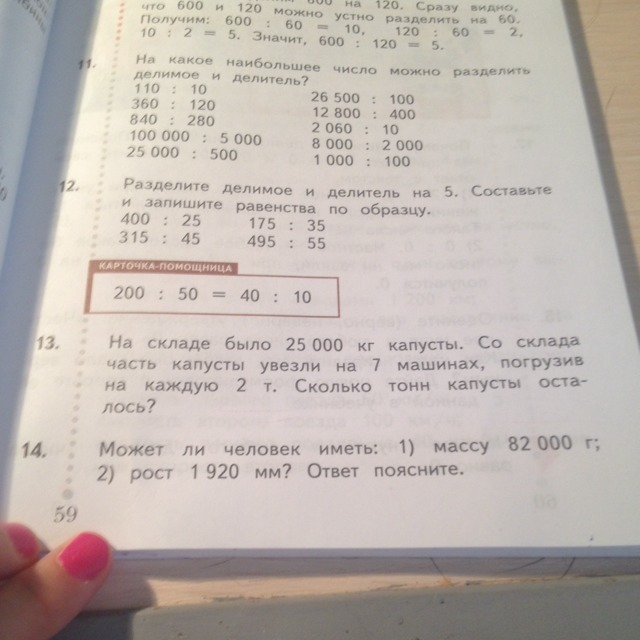 600 на 120. Сразу видно,
что 600 и 120 можно устно разделить на 60.
Получим: 600 : 60 = 10, 120 : 60 = 2,
10 : 2 = 5. Значит, 600 : 120 = 5.
11. На какое наибольшее число можно разделить
делимое и делитель?
110 : 10 26 500 : 100
360 : 120 12 800 : 400
840 : 280 2 060 : 10
100 000 : 5 000 8 000 : 2 000
25 000 : 500 1 000 : 100
12. Разделите делимое и делитель на 5. Составьте
и запишите равенства по образцу.
400 : 25 175 : 35
315 : 45 495 : 55
КАРТОЧКА-ПОМОЩНИЦА
200 : 50 = 40 : 10
13. На складе было 25 000 кг капусты. Со склада
часть капусты увезли на 7 машинах, погрузив
на каждую 2 т. Сколько тонн капусты оста-
лось?
14. Может ли человек иметь: 1) массу 82 000 г;
2) рост 1 920 мм? Ответ поясните.
59